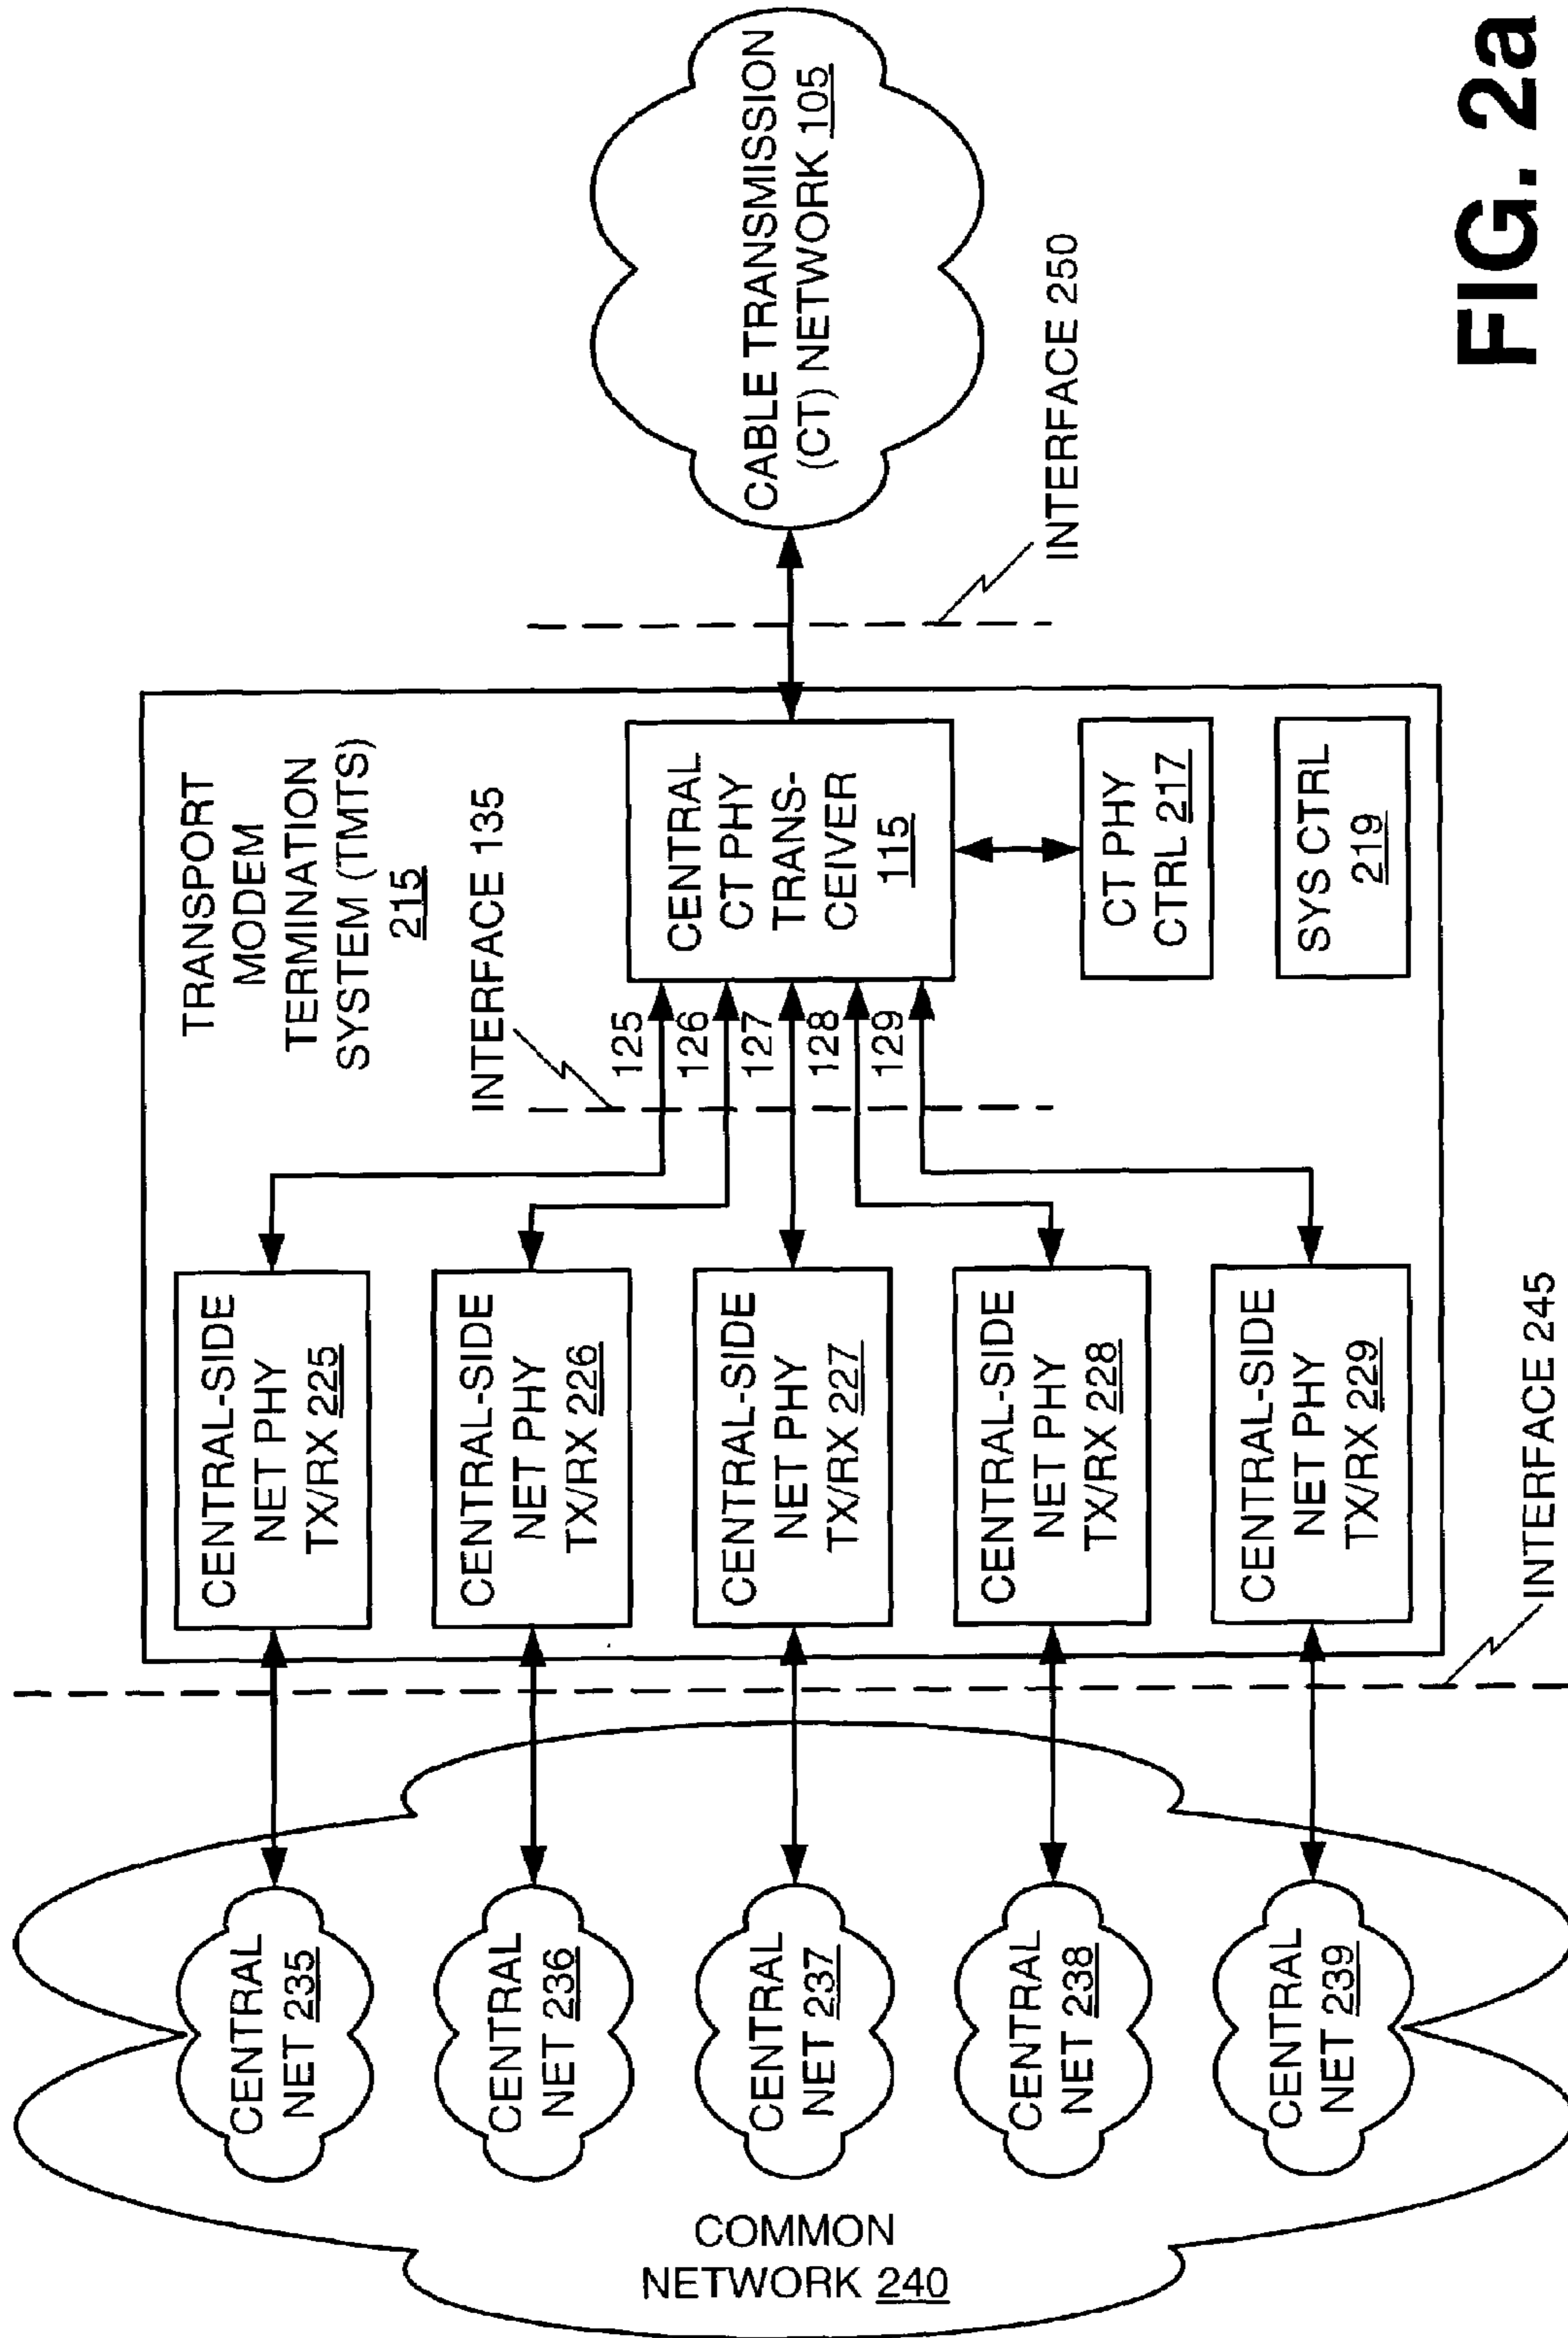 COMMON
NETWORK 240
CENTRAL
NET 235
CENTRAL
NET 236
CENTRAL
NET 237
CENTRAL
NET 238
CENTRAL
NET 239
INTERFACE 245
CENTRAL-SIDE
NET PHY
TX/RX 225
CENTRAL-SIDE
NET PHY
TX/RX 226
CENTRAL-SIDE
NET PHY
TX/RX 227
CENTRAL-SIDE
NET PHY
TX/RX 228
CENTRAL-SIDE
NET PHY
TX/RX 229
TRANSPORT
MODEM
TERMINATION
SYSTEM (TMTS)
215
INTERFACE 135
125
126
127
128
129
CENTRAL
CT PHY
TRANS-
CEIVER
115
CT PHY
CTRL 217
SYS CTRL
219
INTERFACE 250
CABLE TRANSMISSION
(CT) NETWORK 105
FIG. 2a